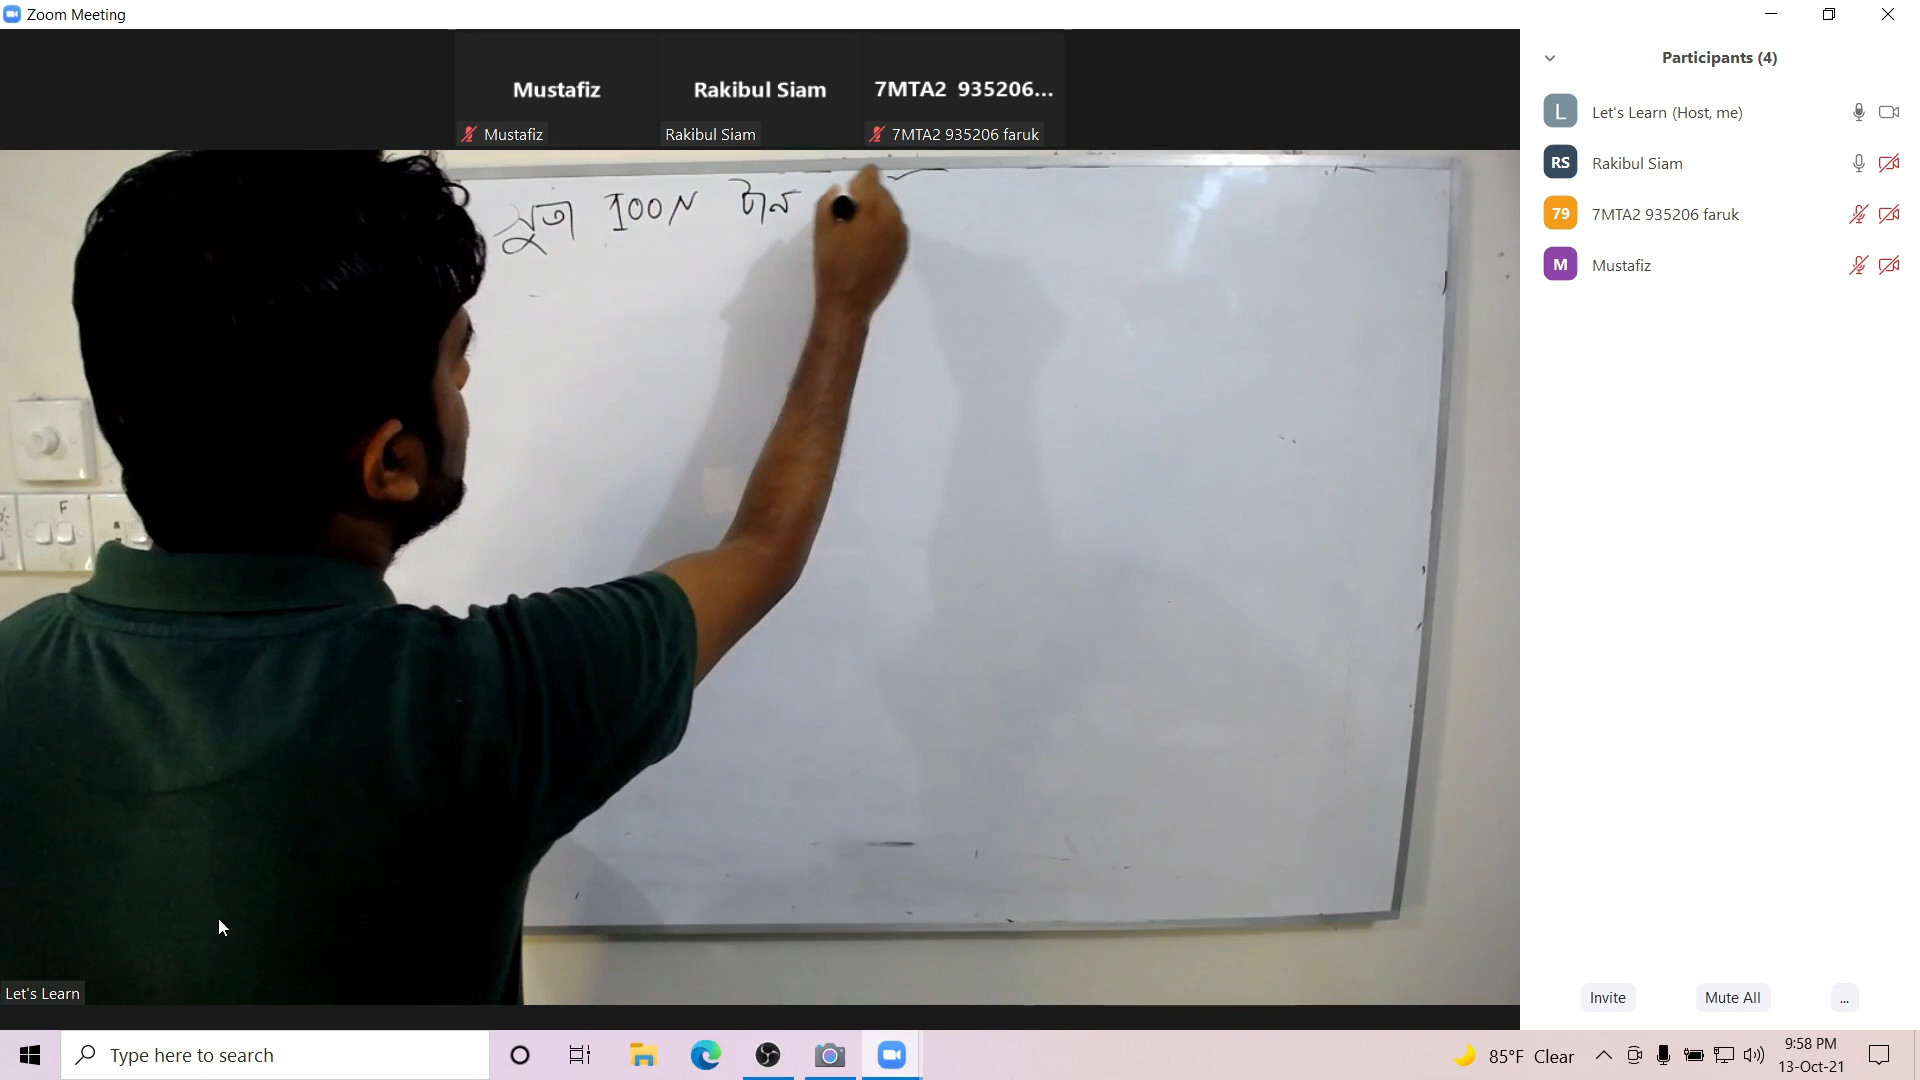 Zoom Meeting
Mustafiz
Rakibul Siam
7MTA2 935206...
Mustafiz
Rakibul Siam
7MTA2 935206 faruk
সুতা 100N টান
F
Let's Learn
Participants (4)
L
Let's Learn (Host, me)
RS
Rakibul Siam
79
7MTA2 935206 faruk
M
Mustafiz
Invite
Mute All
...
Type here to search
85°F Clear
9:58 PM
13-Oct-21